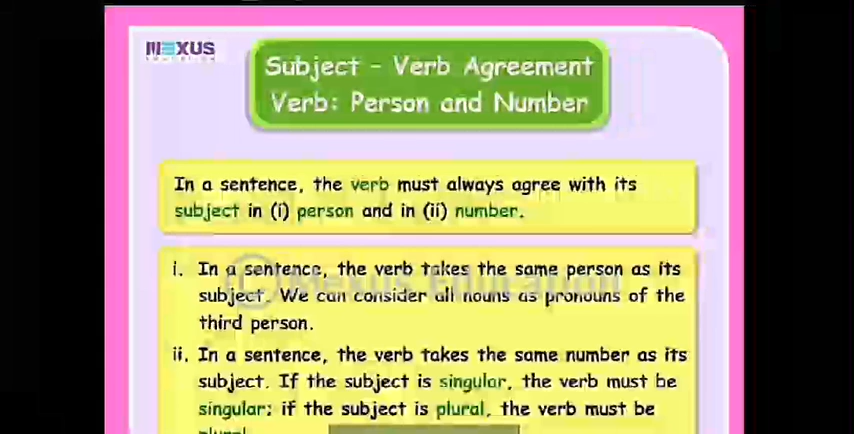 MEXUS
Subject - Verb Agreement
Verb: Person and Number
In a sentence, the verb must always agree with its
subject in (i) person and in (ii) number.
i. In a sentence, the verb takes the same person as its
subject. We can consider all nouns as pronouns of the
third person.
ii. In a sentence, the verb takes the same number as its
subject. If the subject is singular, the verb must be
singular; if the subject is plural, the verb must be
plural
© Mexus Education